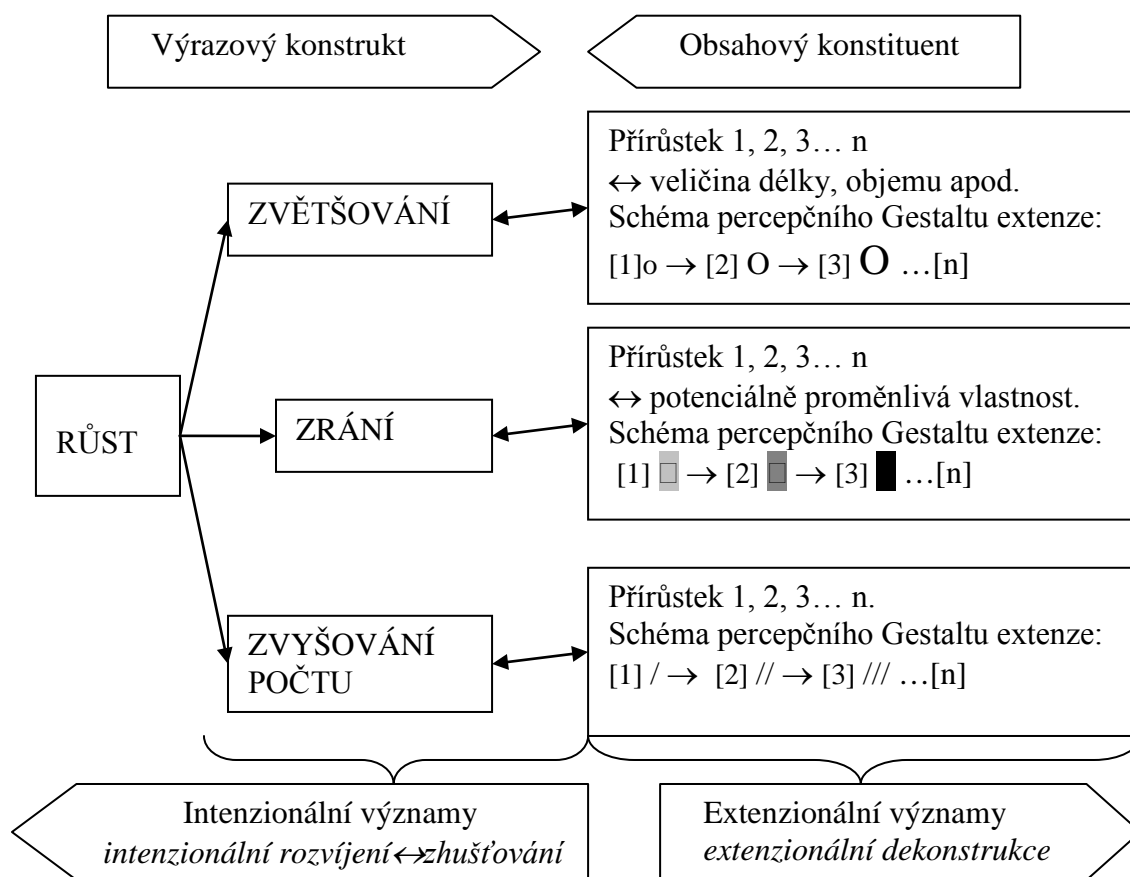 Výrazový konstrukt
Obsahový konstituent
Přírůstek 1, 2, 3… n
↔ veličina délky, objemu apod.
Schéma percepčního Gestaltu extenze:
[1]o → [2] O → [3] O …[n]
ZVĚTŠOVÁNÍ
Přírůstek 1, 2, 3… n
↔ potenciálně proměnlivá vlastnost.
Schéma percepčního Gestaltu extenze:
[1] □ → [2] □ → [3] █ …[n]
RŮST
ZRÁNÍ
Přírůstek 1, 2, 3… n.
Schéma percepčního Gestaltu extenze:
[1] / → [2] // → [3] /// …[n]
ZVYŠOVÁNÍ
POČTU
Intenzionální významy
intenzionální rozvíjení↔zhušťování
Extenzionální významy
extenzionální dekonstrukce